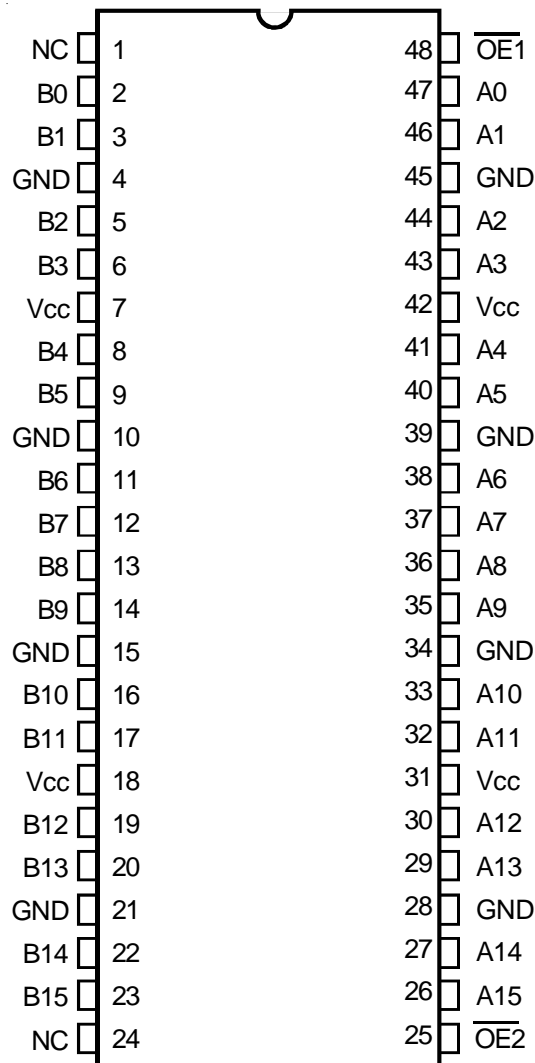 NC 1 48 OE1
B0 2 47 A0
B1 3 46 A1
GND 4 45 GND
B2 5 44 A2
B3 6 43 A3
Vcc 7 42 Vcc
B4 8 41 A4
B5 9 40 A5
GND 10 39 GND
B6 11 38 A6
B7 12 37 A7
B8 13 36 A8
B9 14 35 A9
GND 15 34 GND
B10 16 33 A10
B11 17 32 A11
Vcc 18 31 Vcc
B12 19 30 A12
B13 20 29 A13
GND 21 28 GND
B14 22 27 A14
B15 23 26 A15
NC 24 25 OE2